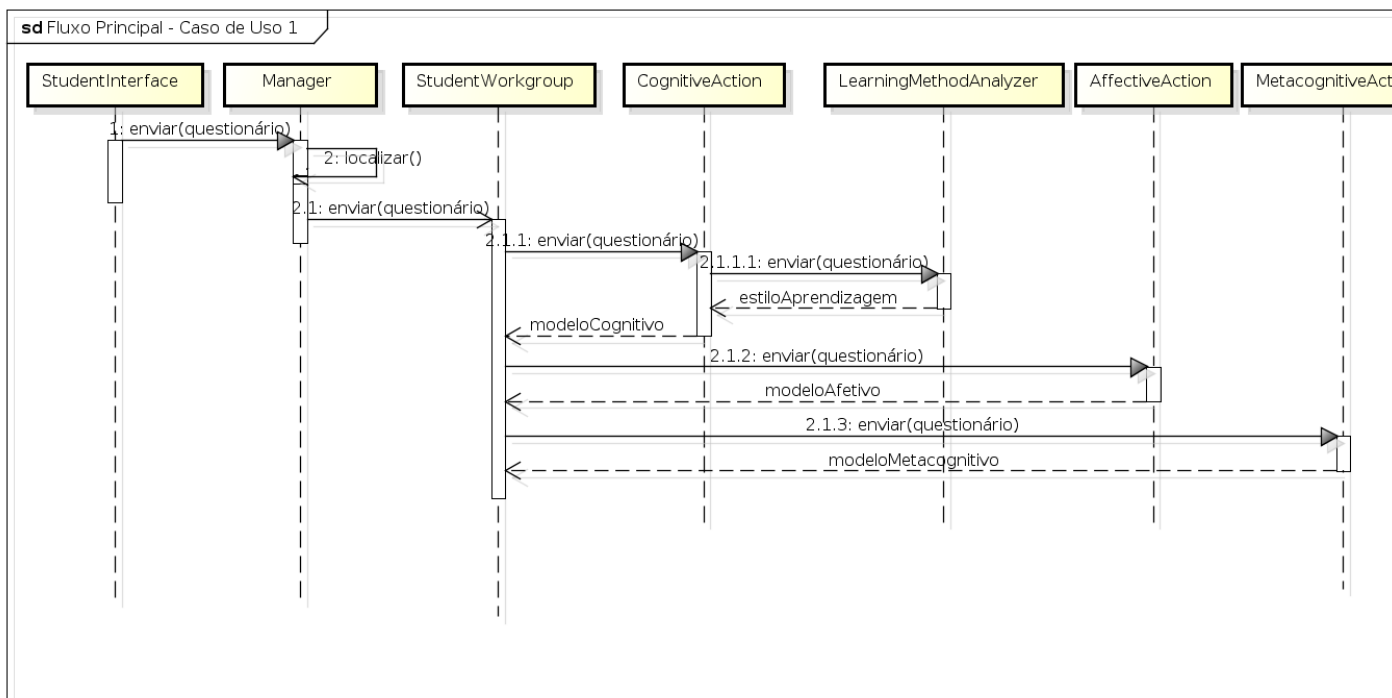 sd Fluxo Principal - Caso de Uso 1
StudentInterface
Manager
StudentWorkgroup
CognitiveAction
LearningMethodAnalyzer
AffectiveAction
MetacognitiveActi
1: enviar(questionário)
2: localizar()
2.1: enviar(questionário)
2.1.1: enviar(questionário)
2.1.1.1: enviar(questionário)
estiloAprendizagem
modeloCognitivo
2.1.2: enviar(questionário)
modeloAfetivo
2.1.3: enviar(questionário)
modeloMetacognitivo